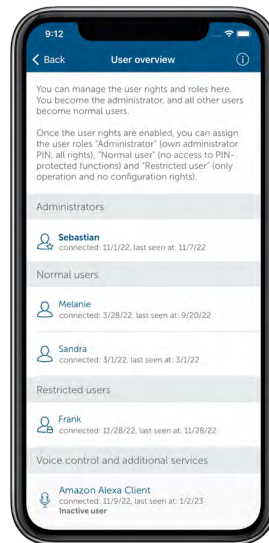 9:12
Back
User overview
You can manage the user rights and roles here.
You become the administrator, and all other users
become normal users.
Once the user rights are enabled, you can assign
the user roles "Administrator" (own administrator
PIN, all rights), "Normal user" (no access to PIN-
protected functions) and "Restricted user" (only
operation and no configuration rights).
Administrators
Sebastian
connected: 11/1/22, last seen at: 11/7/22
Normal users
Melanie
connected: 3/28/22, last seen at: 9/20/22
Sandra
connected: 3/1/22, last seen at: 3/1/22
Restricted users
Frank
connected: 11/28/22, last seen at: 11/28/22
Voice control and additional services
Amazon Alexa Client
connected: 11/9/22, last seen at: 1/2/23
Inactive user